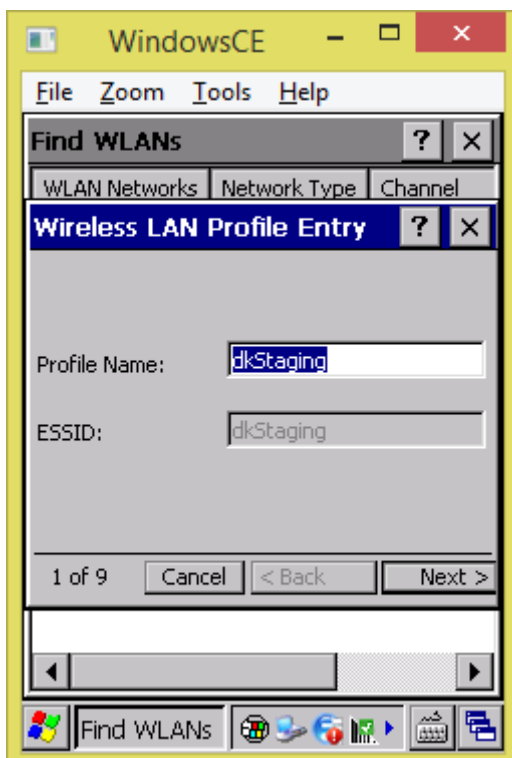 WindowsCE
File Zoom Tools Help
Find WLANs ? ×
WLAN Networks Network Type Channel
Wireless LAN Profile Entry ? ×
Profile Name: dkStaging
ESSID: dkStaging
1 of 9 Cancel < Back Next >
Find WLANs